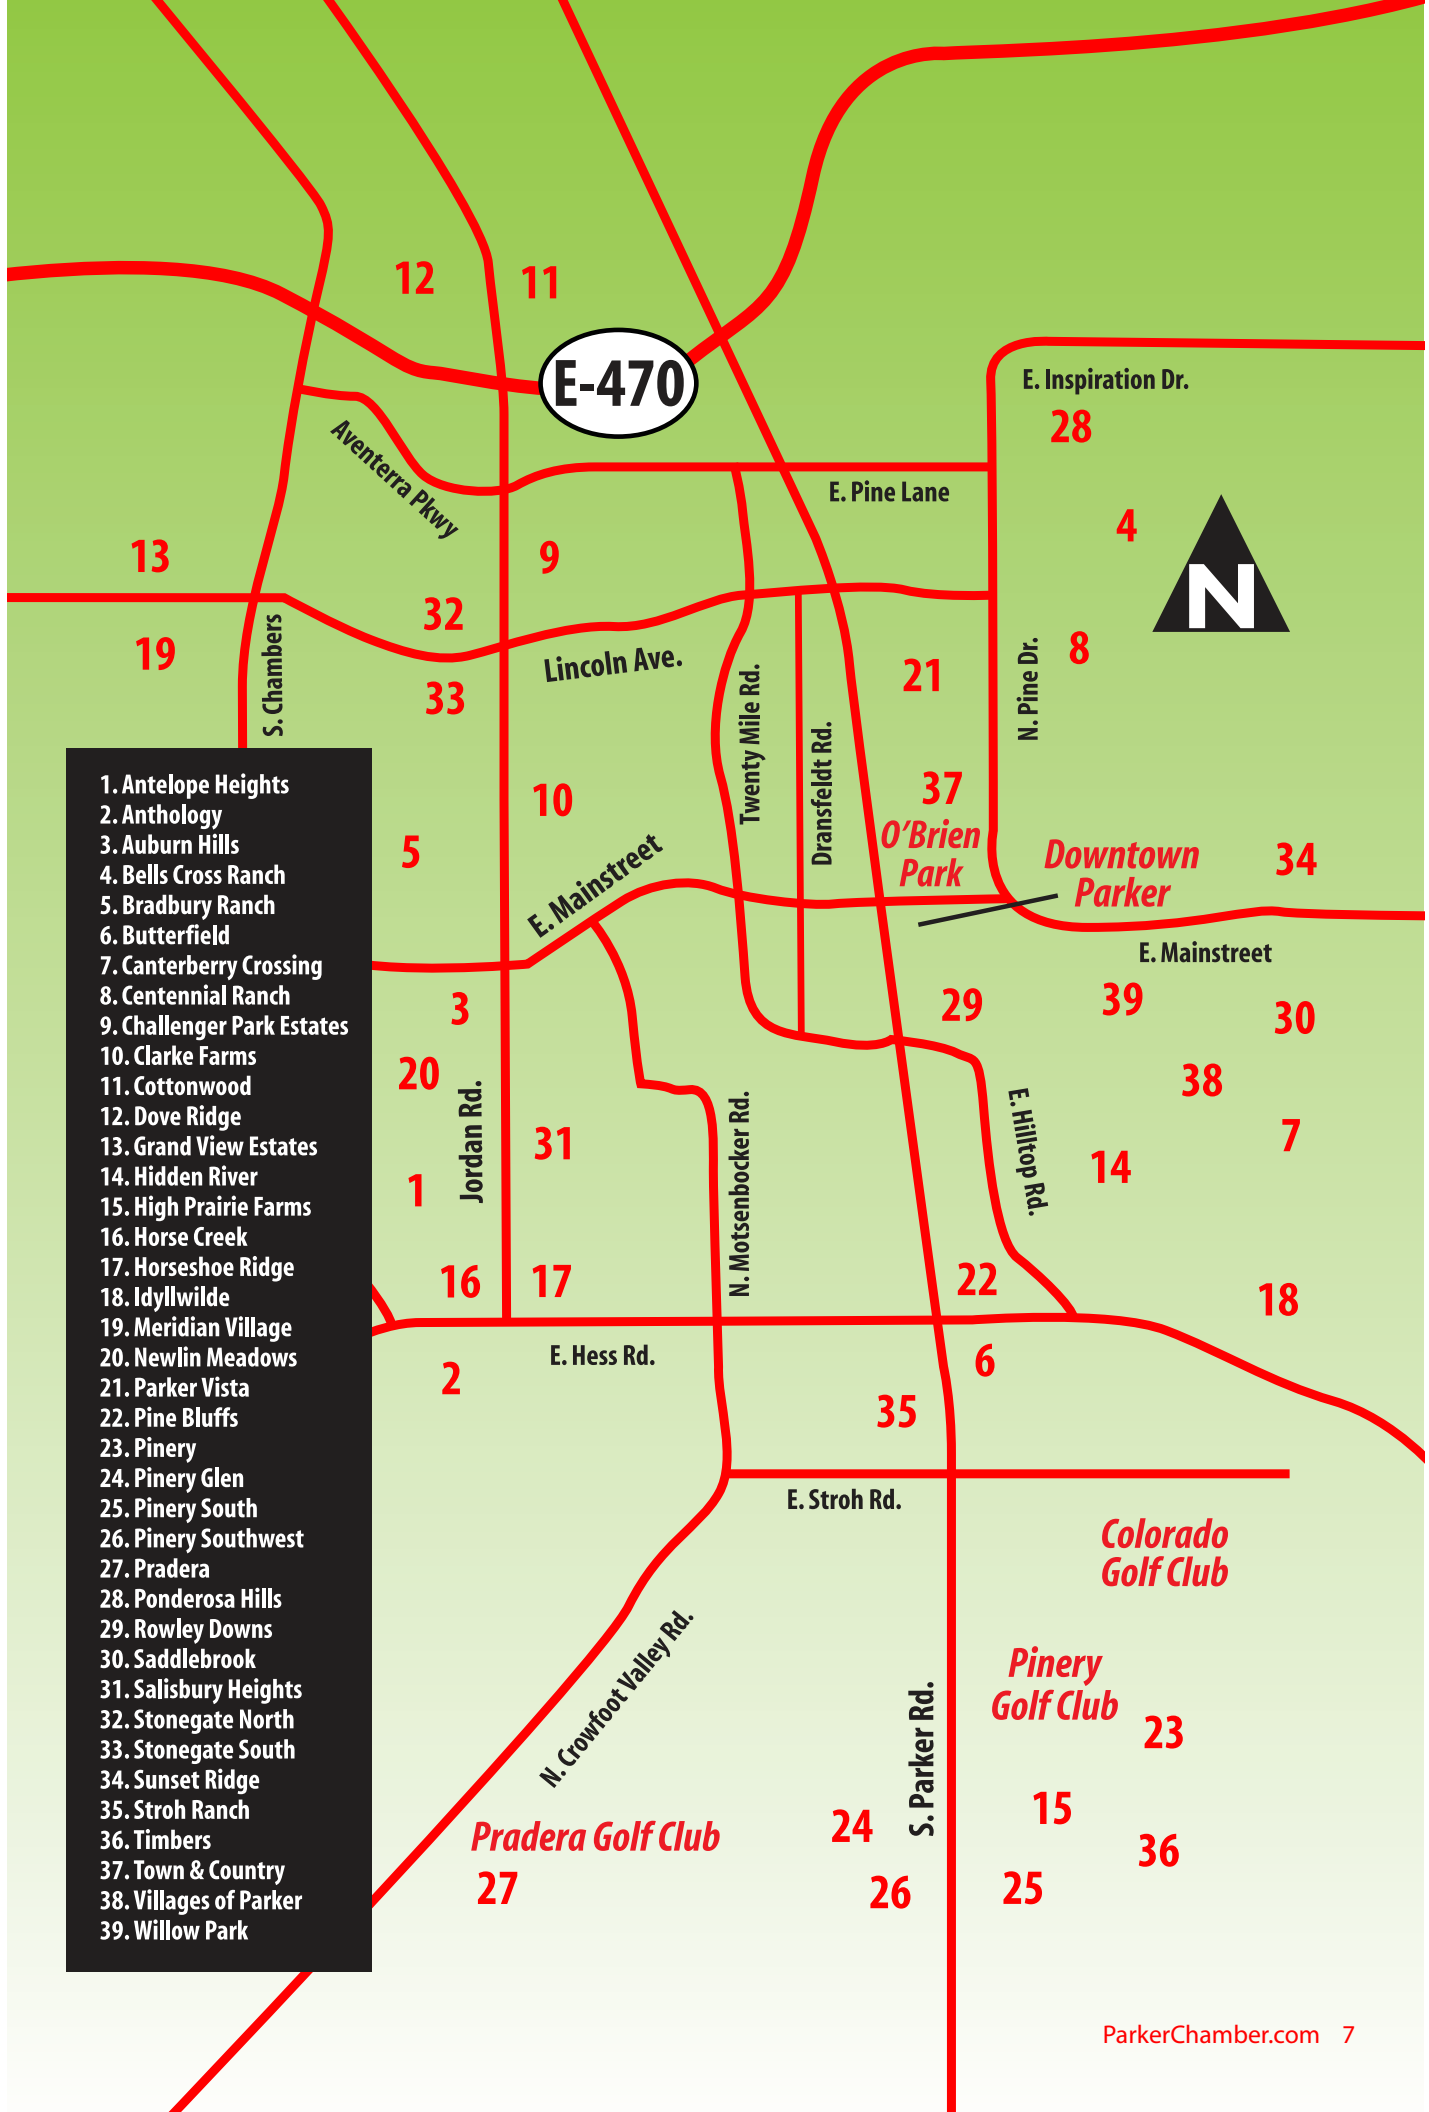 12
11
E-470
E. Inspiration Dr.
28
Aventerra Pkwy
E. Pine Lane
4
N
13
9
32
19
S. Chambers
33
Lincoln Ave.
21
8
N. Pine Dr.
Twenty Mile Rd.
Dransfeldt Rd.
10
37
O'Brien
Park
Downtown
Parker
34
5
E. Mainstreet
E. Mainstreet
3
29
39
30
20
38
Jordan Rd.
31
N. Motsenbocker Rd.
E. Hilltop Rd.
7
14
1
16
17
22
18
2
E. Hess Rd.
6
35
E. Stroh Rd.
Colorado
Golf Club
N. Crowfoot Valley Rd.
Pinery
Golf Club
23
S. Parker Rd.
Pradera Golf Club
24
15
36
27
26
25
1. Antelope Heights
2. Anthology
3. Auburn Hills
4. Bells Cross Ranch
5. Bradbury Ranch
6. Butterfield
7. Canterberry Crossing
8. Centennial Ranch
9. Challenger Park Estates
10. Clarke Farms
11. Cottonwood
12. Dove Ridge
13. Grand View Estates
14. Hidden River
15. High Prairie Farms
16. Horse Creek
17. Horseshoe Ridge
18. Idyllwilde
19. Meridian Village
20. Newlin Meadows
21. Parker Vista
22. Pine Bluffs
23. Pinery
24. Pinery Glen
25. Pinery South
26. Pinery Southwest
27. Pradera
28. Ponderosa Hills
29. Rowley Downs
30. Saddlebrook
31. Salisbury Heights
32. Stonegate North
33. Stonegate South
34. Sunset Ridge
35. Stroh Ranch
36. Timbers
37. Town & Country
38. Villages of Parker
39. Willow Park
ParkerChamber.com 7